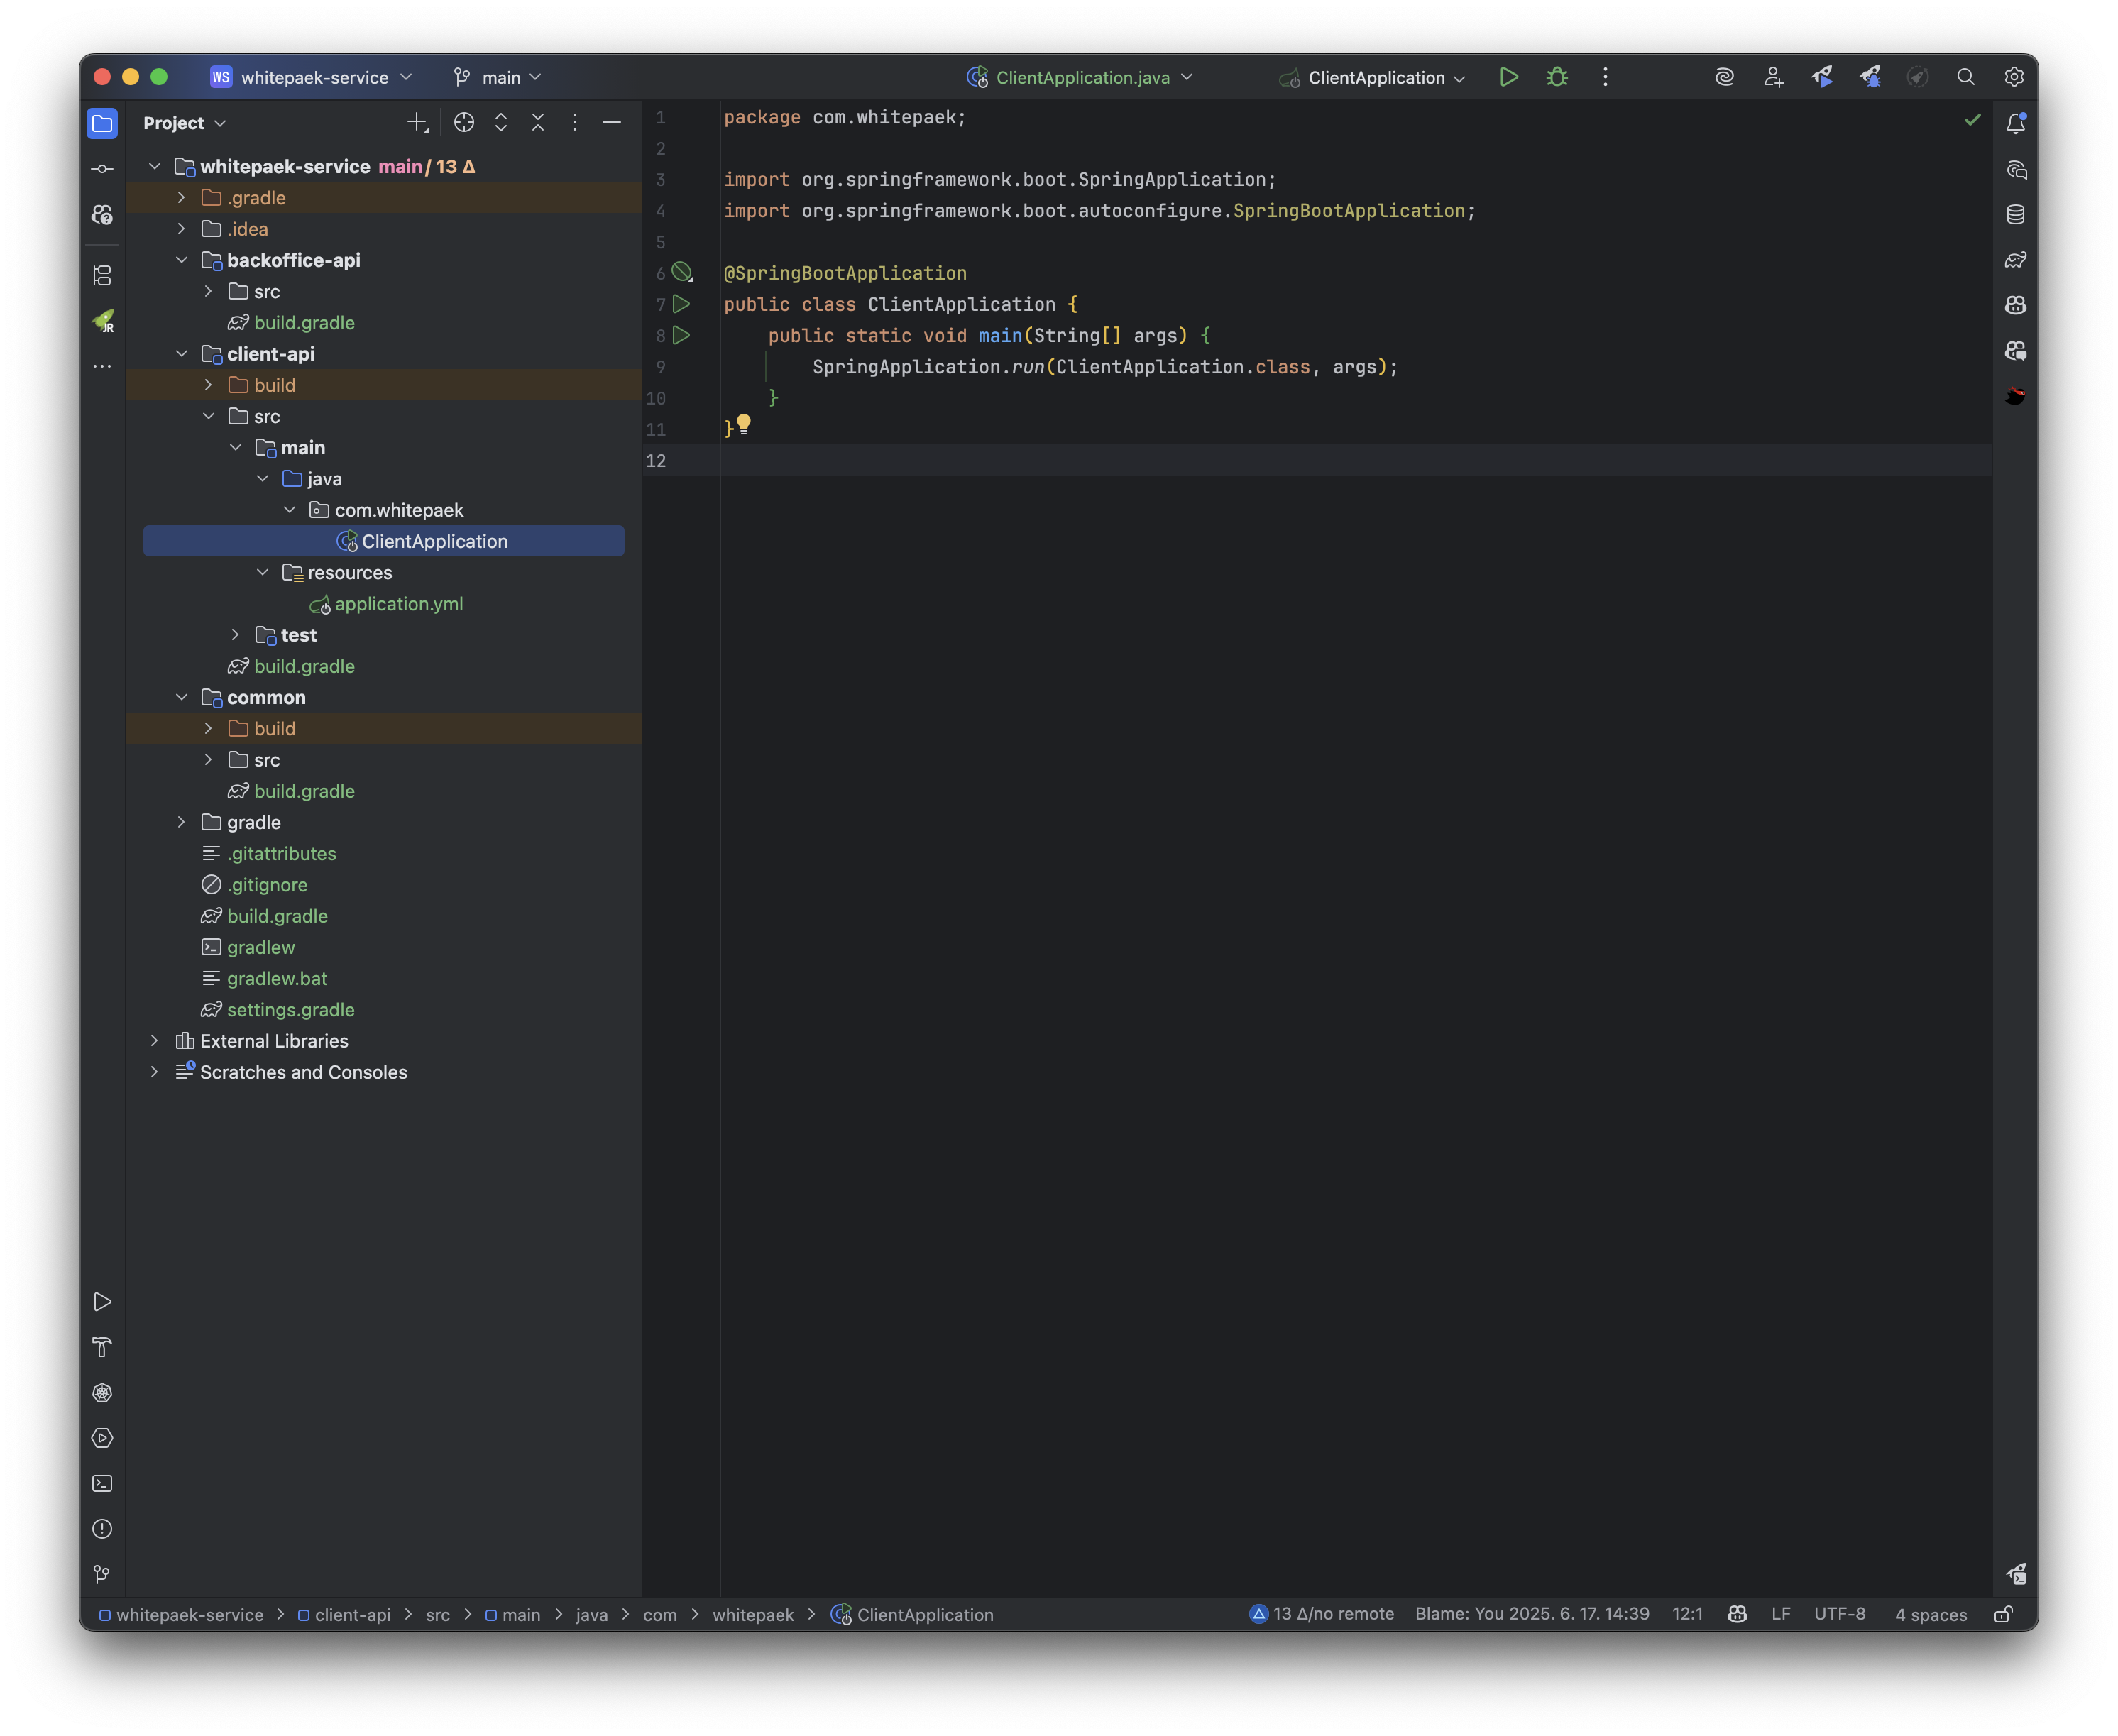 WS whitepaek-service main ClientApplication.java ClientApplication
Project
whitepaek-service main / 13 Δ
.gradle
.idea
backoffice-api
src
build.gradle
client-api
build
src
main
java
com.whitepaek
ClientApplication
resources
application.yml
test
build.gradle
common
build
src
build.gradle
gradle
.gitattributes
.gitignore
build.gradle
gradlew
gradlew.bat
settings.gradle
External Libraries
Scratches and Consoles
JR
1 package com.whitepaek;
2
3 import org.springframework.boot.SpringApplication;
4 import org.springframework.boot.autoconfigure.SpringBootApplication;
5
6 @SpringBootApplication
7 public class ClientApplication {
8 public static void main(String[] args) {
9 SpringApplication.run(ClientApplication.class, args);
10 }
11 }
12
whitepaek-service > client-api > src > main > java > com > whitepaek > ClientApplication 13 Δ/no remote Blame: You 2025. 6. 17. 14:39 12:1 LF UTF-8 4 spaces